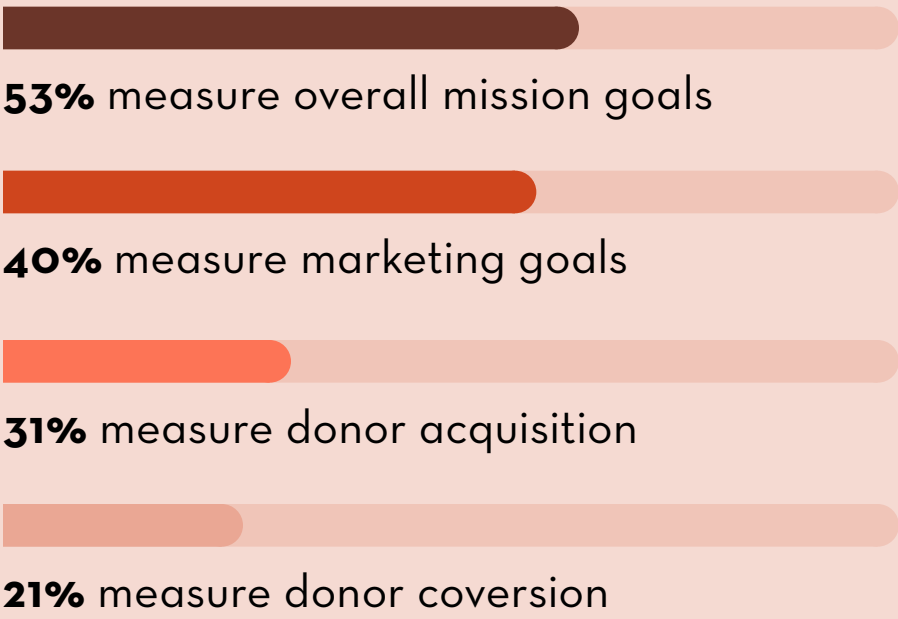 53% measure overall mission goals
40% measure marketing goals
31% measure donor acquisition
21% measure donor coversion